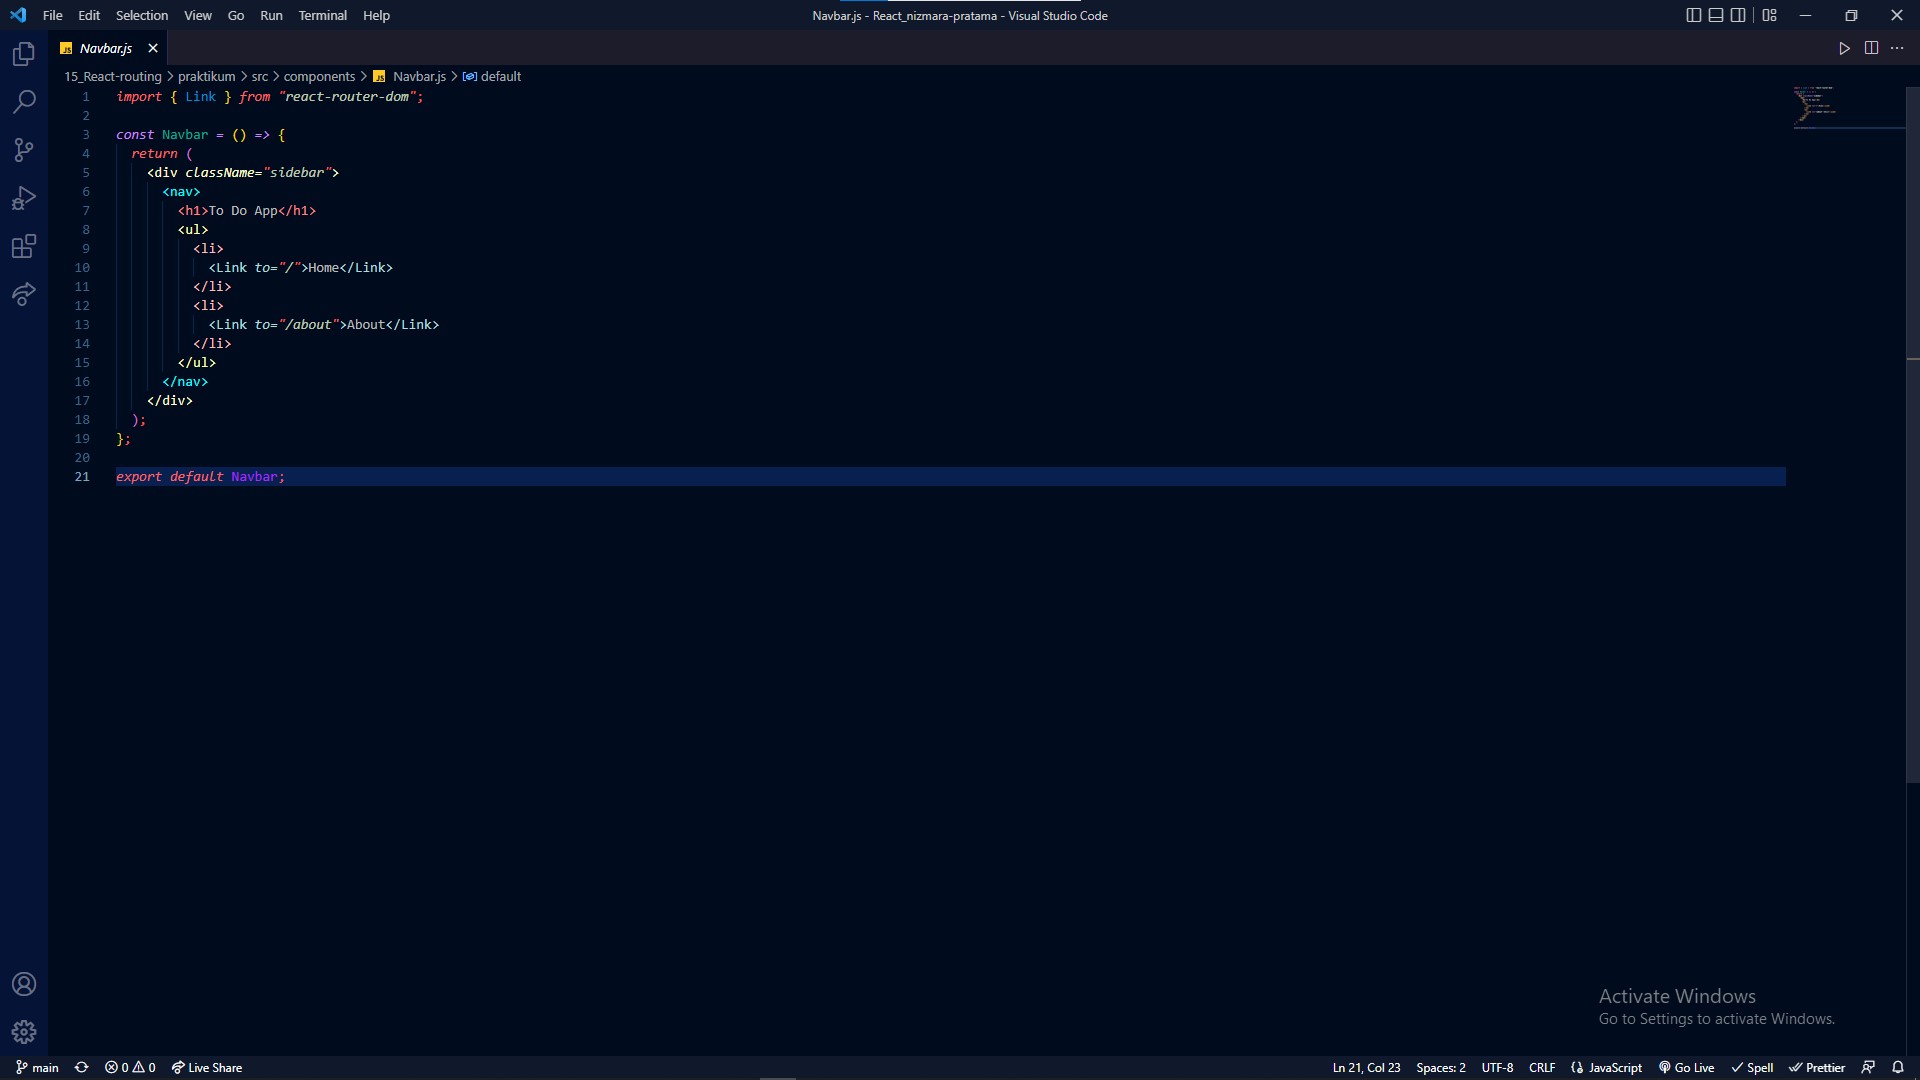 File Edit Selection View Go Run Terminal Help
Navbar.js - React_nizmara-pratama - Visual Studio Code
Navbar.js
15_React-routing > praktikum > src > components > Navbar.js > default
1 import { Link } from "react-router-dom";
2
3 const Navbar = () => {
4 return (
5 <div className="sidebar">
6 <nav>
7 <h1>To Do App</h1>
8 <ul>
9 <li>
10 <Link to="/">Home</Link>
11 </li>
12 <li>
13 <Link to="/about">About</Link>
14 </li>
15 </ul>
16 </nav>
17 </div>
18 );
19 };
20
21 export default Navbar;
Activate Windows
Go to Settings to activate Windows.
main 0 0 Live Share Ln 21, Col 23 Spaces: 2 UTF-8 CRLF JavaScript Go Live Spell Prettier